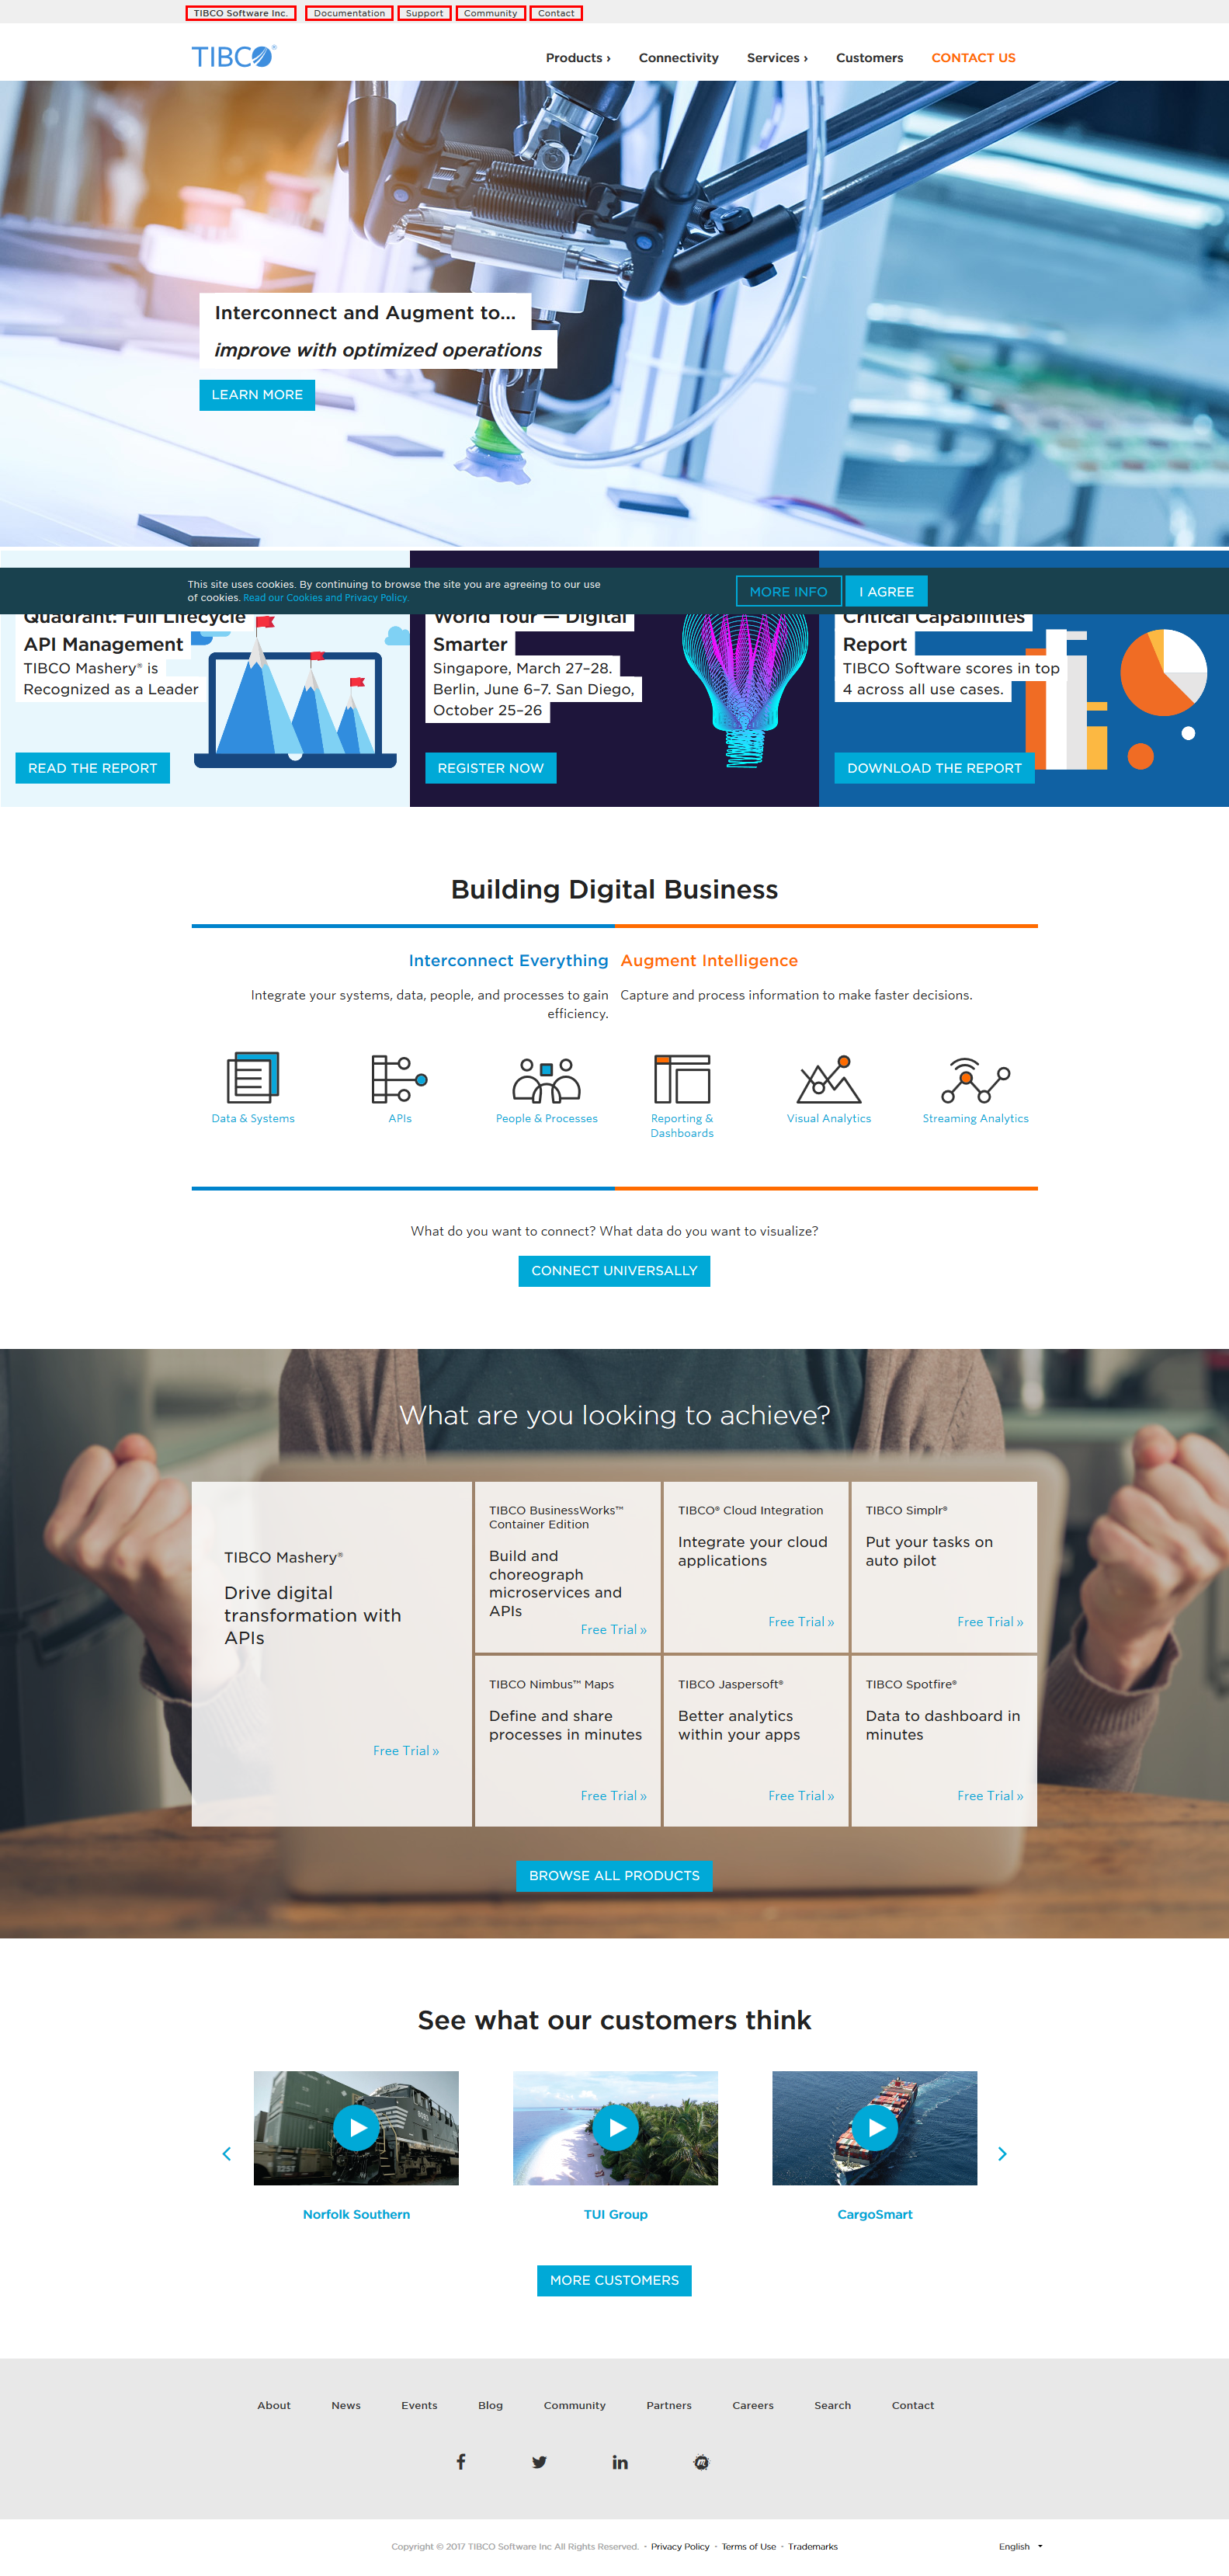 TIBCO Software Inc. Documentation Support Community Contact
TIBCO® Products › Connectivity Services › Customers CONTACT US
Interconnect and Augment to...
improve with optimized operations
LEARN MORE
This site uses cookies. By continuing to browse the site you are agreeing to our use
of cookies. Read our Cookies and Privacy Policy.
MORE INFO I AGREE
Quadrant: Full Lifecycle
API Management
TIBCO Mashery® is
Recognized as a Leader
READ THE REPORT
World Tour — Digital
Smarter
Singapore, March 27–28.
Berlin, June 6–7. San Diego,
October 25–26
REGISTER NOW
Critical Capabilities
Report
TIBCO Software scores in top
4 across all use cases.
DOWNLOAD THE REPORT
Building Digital Business
Interconnect Everything
Integrate your systems, data, people, and processes to gain
efficiency.
Augment Intelligence
Capture and process information to make faster decisions.
Data & Systems
APIs
People & Processes
Reporting &
Dashboards
Visual Analytics
Streaming Analytics
What do you want to connect? What data do you want to visualize?
CONNECT UNIVERSALLY
What are you looking to achieve?
TIBCO Mashery®
Drive digital
transformation with
APIs
Free Trial »
TIBCO BusinessWorks™
Container Edition
Build and
choreograph
microservices and
APIs
Free Trial »
TIBCO® Cloud Integration
Integrate your cloud
applications
Free Trial »
TIBCO Simplr®
Put your tasks on
auto pilot
Free Trial »
TIBCO Nimbus™ Maps
Define and share
processes in minutes
Free Trial »
TIBCO Jaspersoft®
Better analytics
within your apps
Free Trial »
TIBCO Spotfire®
Data to dashboard in
minutes
Free Trial »
BROWSE ALL PRODUCTS
See what our customers think
Norfolk Southern
TUI Group
CargoSmart
MORE CUSTOMERS
About News Events Blog Community Partners Careers Search Contact
Copyright © 2017 TIBCO Software Inc All Rights Reserved. · Privacy Policy · Terms of Use · Trademarks
English